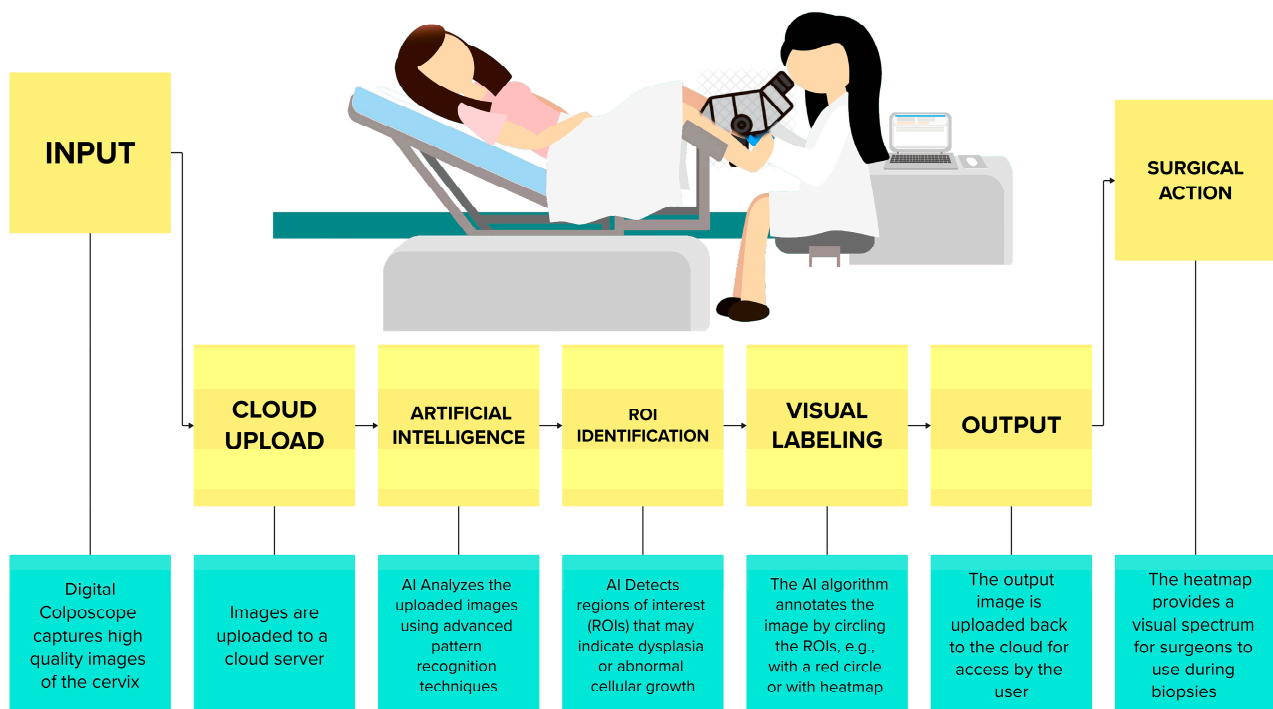 INPUT
SURGICAL
ACTION
CLOUD
UPLOAD
ARTIFICIAL
INTELLIGENCE
ROI
IDENTIFICATION
VISUAL
LABELING
OUTPUT
Digital
Colposcope
captures high
quality images
of the cervix
Images are
uploaded to a
cloud server
AI Analyzes the
uploaded images
using advanced
pattern
recognition
techniques
AI Detects
regions of interest
(ROIs) that may
indicate dysplasia
or abnormal
cellular growth
The AI algorithm
annotates the
image by circling
the ROIs, e.g.,
with a red circle
or with heatmap
The output
image is
uploaded back
to the cloud for
access by the
user
The heatmap
provides a
visual spectrum
for surgeons to
use during
biopsies